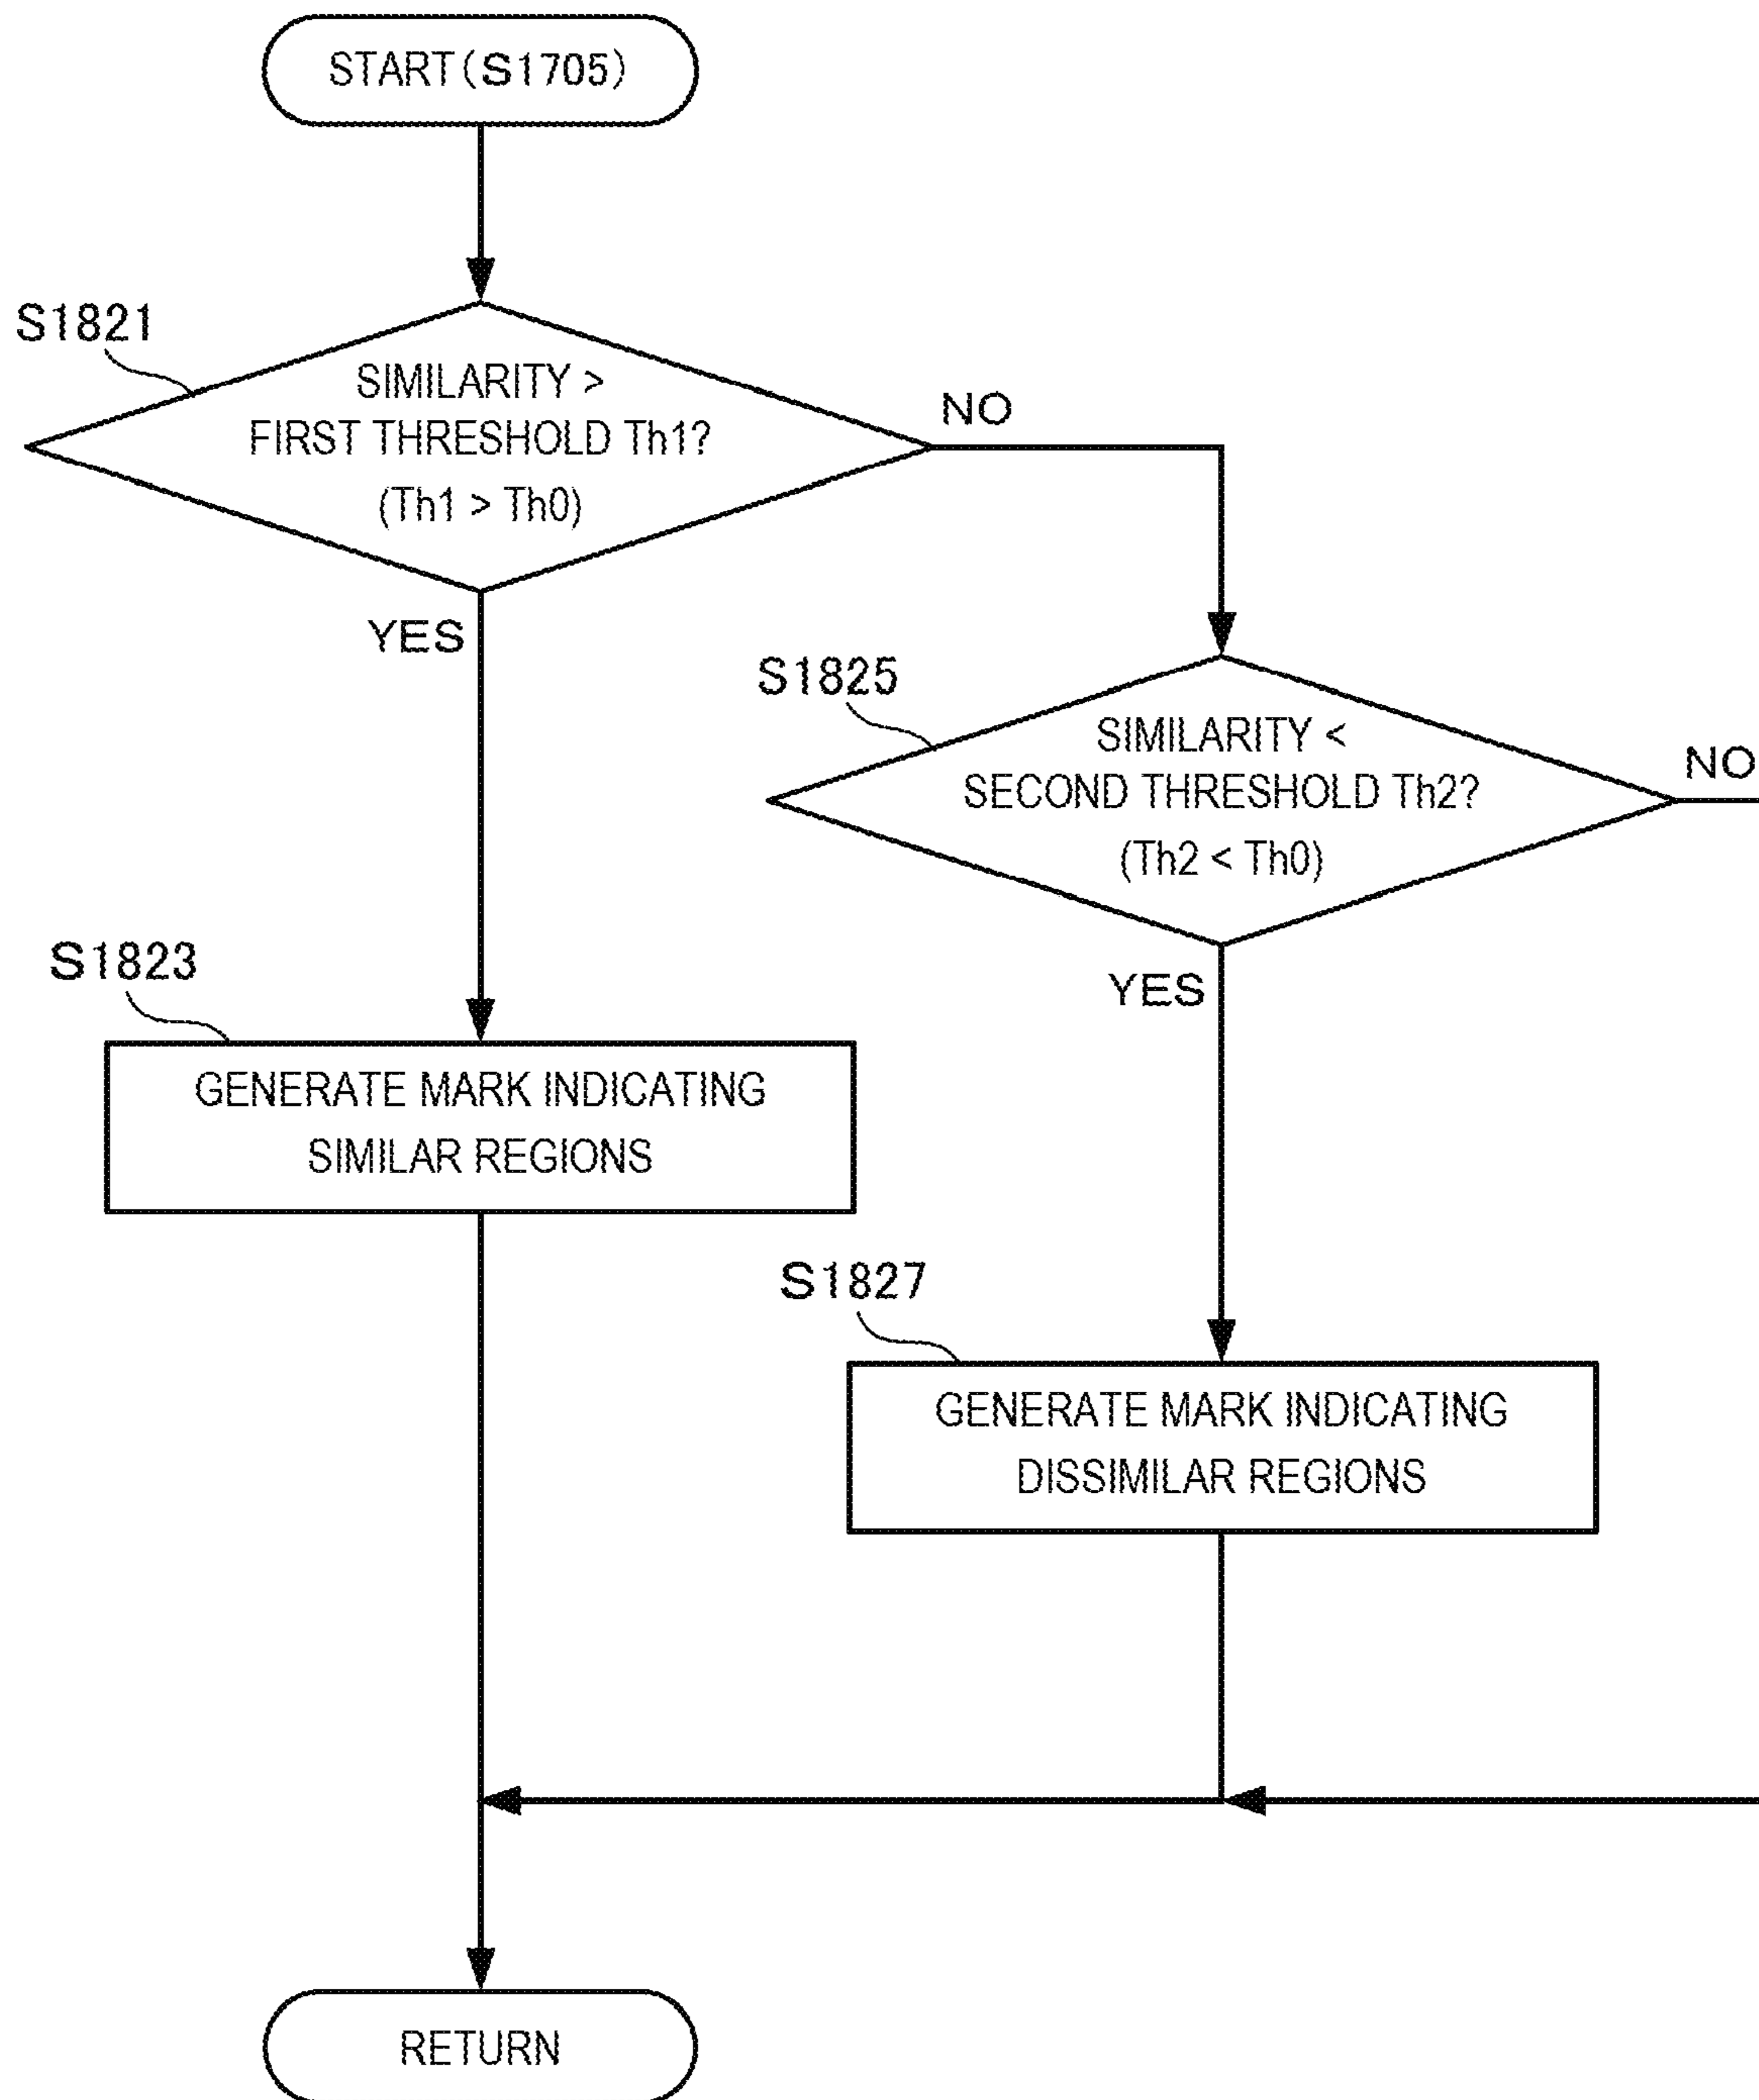 START(S1705)
S1821
SIMILARITY >
FIRST THRESHOLD Th1?
(Th1 > Th0)
NO
YES
S1825
SIMILARITY <
SECOND THRESHOLD Th2?
(Th2 < Th0)
NO
YES
S1823
GENERATE MARK INDICATING
SIMILAR REGIONS
S1827
GENERATE MARK INDICATING
DISSIMILAR REGIONS
RETURN